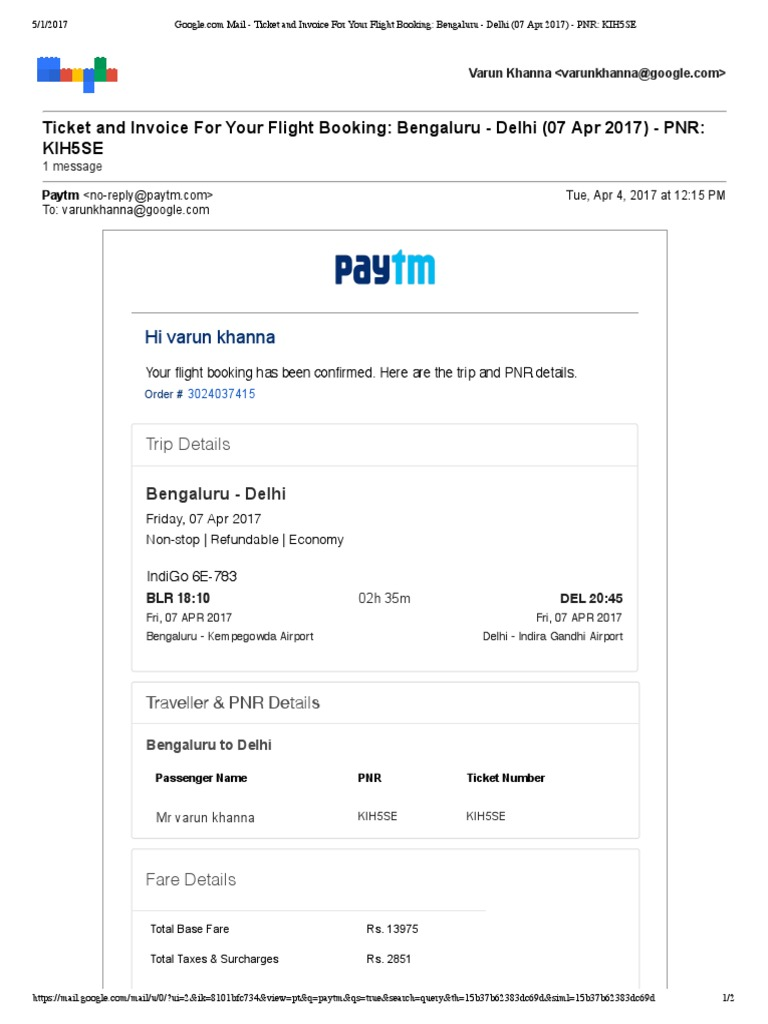 5/1/2017 Google.com Mail - Ticket and Invoice For Your Flight Booking: Bengaluru - Delhi (07 Apr 2017) - PNR: KIH5SE
Varun Khanna <varunkhanna@google.com>
Ticket and Invoice For Your Flight Booking: Bengaluru - Delhi (07 Apr 2017) - PNR:
KIH5SE
1 message
Paytm <no-reply@paytm.com> Tue, Apr 4, 2017 at 12:15 PM
To: varunkhanna@google.com
paytm
Hi varun khanna
Your flight booking has been confirmed. Here are the trip and PNR details.
Order # 3024037415
Trip Details
Bengaluru - Delhi
Friday, 07 Apr 2017
Non-stop | Refundable | Economy
IndiGo 6E-783
BLR 18:10 02h 35m DEL 20:45
Fri, 07 APR 2017 Fri, 07 APR 2017
Bengaluru - Kempegowda Airport Delhi - Indira Gandhi Airport
Traveller & PNR Details
Bengaluru to Delhi
Passenger Name PNR Ticket Number
Mr varun khanna KIH5SE KIH5SE
Fare Details
Total Base Fare Rs. 13975
Total Taxes & Surcharges Rs. 2851
https://mail.google.com/mail/u/0/?ui=2&ik=8101bfc734&view=pt&q=paytm&qs=true&search=query&th=15b37b62383dc69d&siml=15b37b62383dc69d 1/2